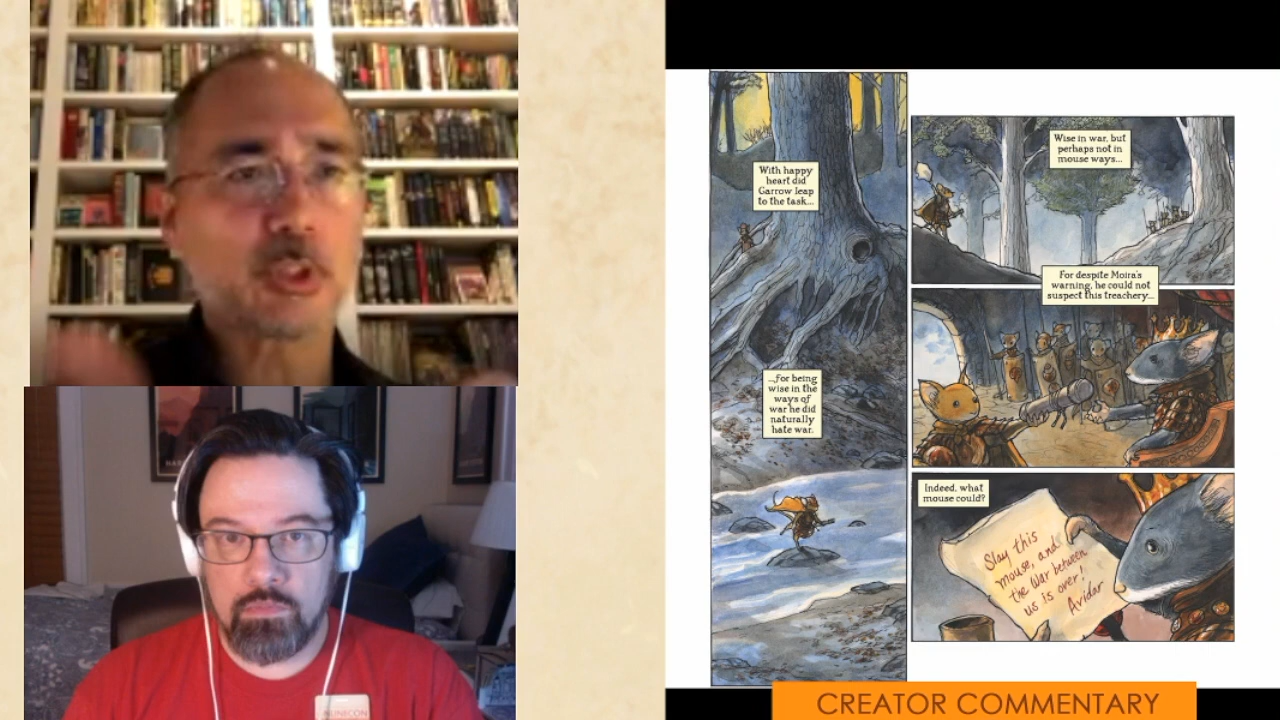 With happy
heart did
Garrow leap
to the task...
...for being
wise in the
ways of
war he did
naturally
hate war.
Wise in war, but
perhaps not in
mouse ways...
For despite Moira's
warning, he could not
suspect this treachery...
Indeed, what
mouse could?
Slay this
mouse, and
the War between
us is over!
Avidar
CREATOR COMMENTARY